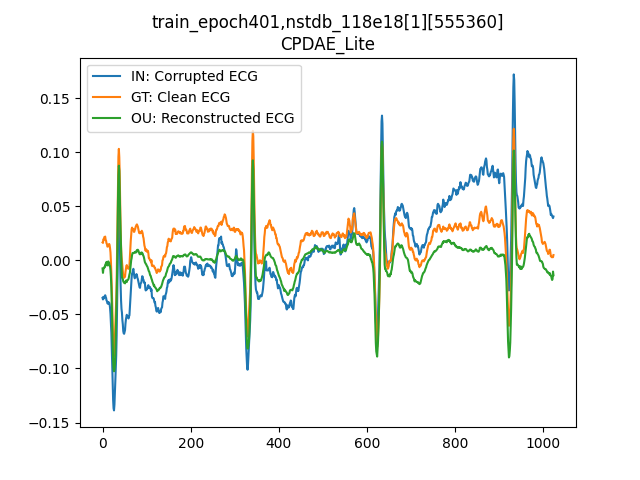 train_epoch401,nstdb_118e18[1][555360]
CPDAE_Lite
IN: Corrupted ECG
GT: Clean ECG
OU: Reconstructed ECG
0.15
0.10
0.05
0.00
−0.05
−0.10
−0.15
0 200 400 600 800 1000